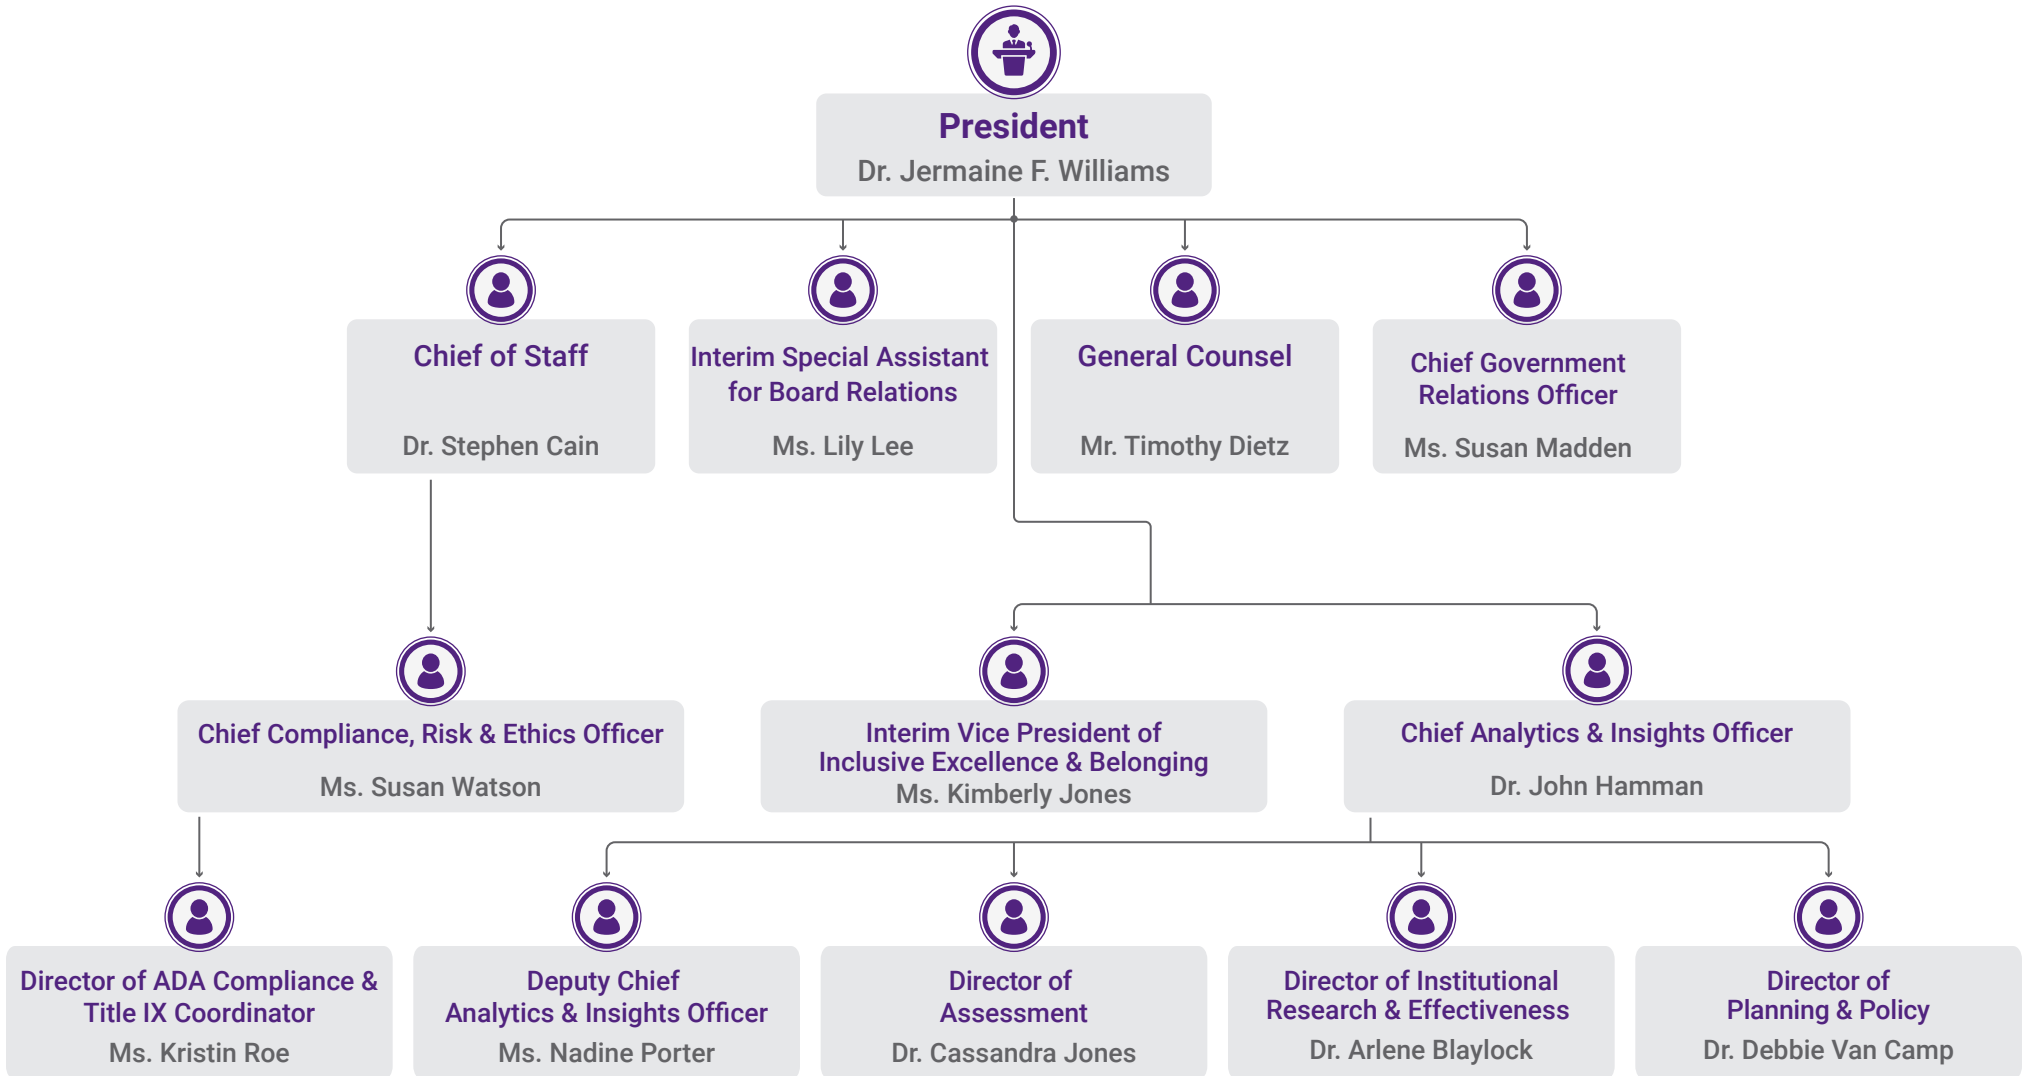 President
Dr. Jermaine F. Williams
Chief of Staff
Dr. Stephen Cain
Interim Special Assistant
for Board Relations
Ms. Lily Lee
General Counsel
Mr. Timothy Dietz
Chief Government
Relations Officer
Ms. Susan Madden
Chief Compliance, Risk & Ethics Officer
Ms. Susan Watson
Interim Vice President of
Inclusive Excellence & Belonging
Ms. Kimberly Jones
Chief Analytics & Insights Officer
Dr. John Hamman
Director of ADA Compliance &
Title IX Coordinator
Ms. Kristin Roe
Deputy Chief
Analytics & Insights Officer
Ms. Nadine Porter
Director of
Assessment
Dr. Cassandra Jones
Director of Institutional
Research & Effectiveness
Dr. Arlene Blaylock
Director of
Planning & Policy
Dr. Debbie Van Camp